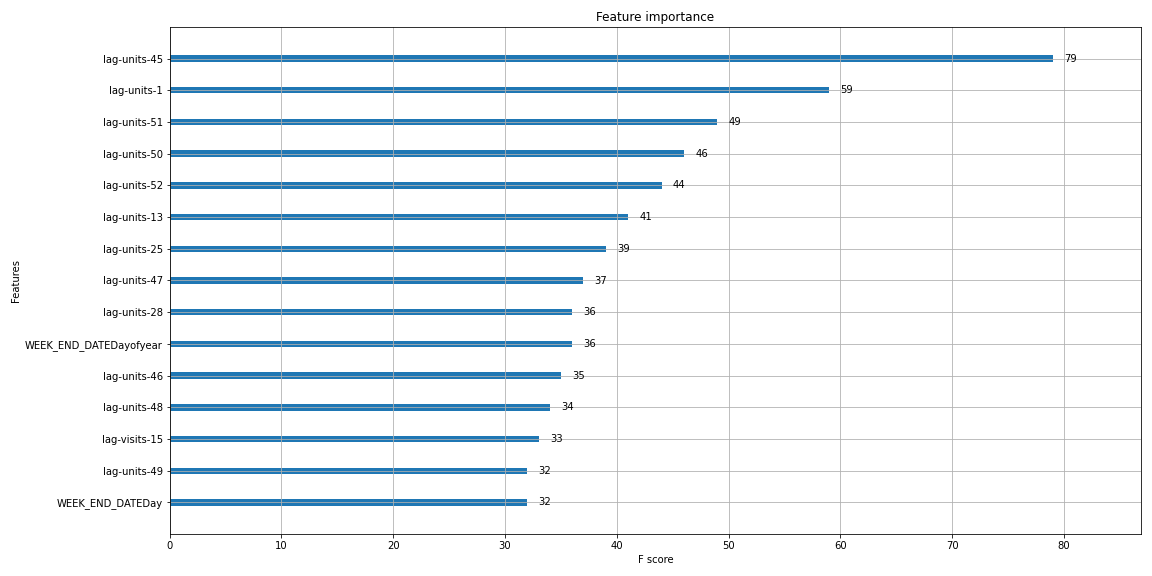 Feature importance
Features
lag-units-45 79
lag-units-1 59
lag-units-51 49
lag-units-50 46
lag-units-52 44
lag-units-13 41
lag-units-25 39
lag-units-47 37
lag-units-28 36
WEEK_END_DATEDayofyear 36
lag-units-46 35
lag-units-48 34
lag-visits-15 33
lag-units-49 32
WEEK_END_DATEDay 32
0 10 20 30 40 50 60 70 80
F score